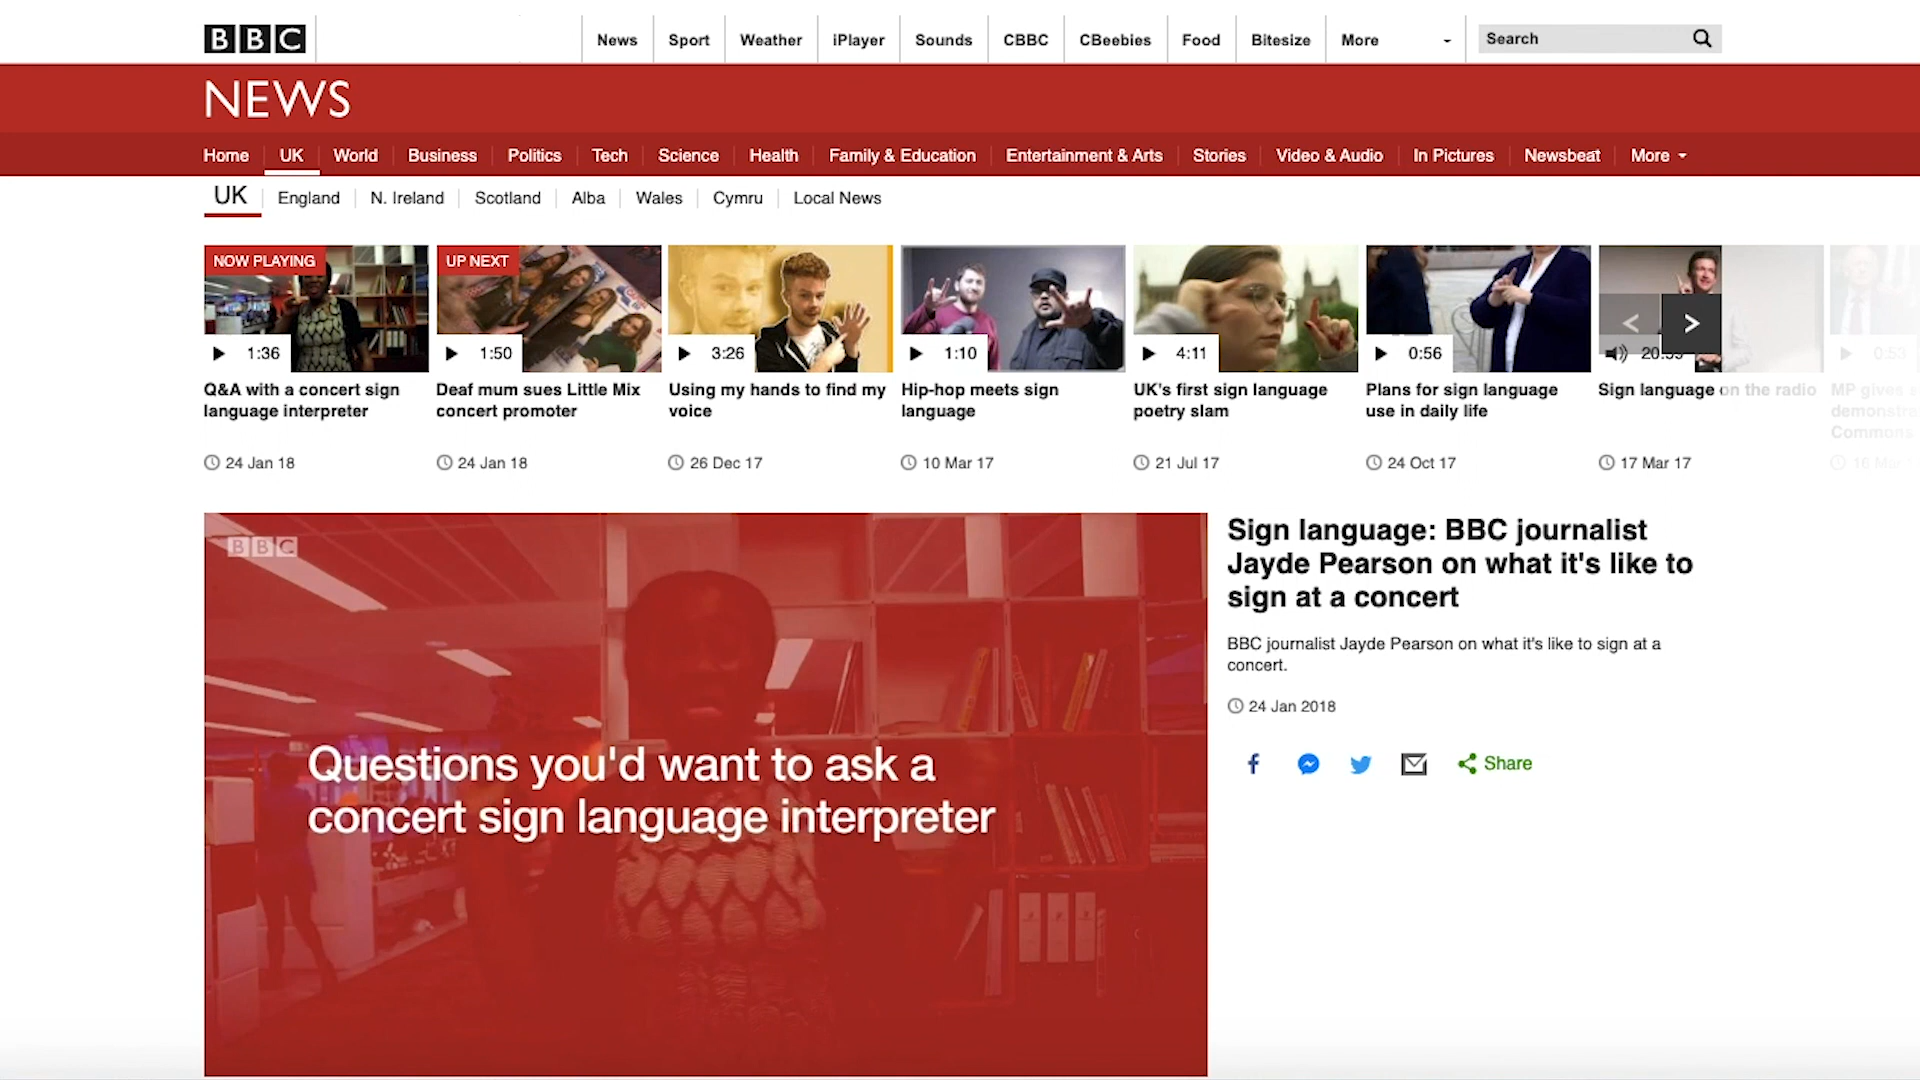 BBC
News
Sport
Weather
iPlayer
Sounds
CBBC
CBeebies
Food
Bitesize
More
Search
NEWS
Home
UK
World
Business
Politics
Tech
Science
Health
Family & Education
Entertainment & Arts
Stories
Video & Audio
In Pictures
Newsbeat
More
UK
England
N. Ireland
Scotland
Alba
Wales
Cymru
Local News
NOW PLAYING
1:36
Q&A with a concert sign
language interpreter
24 Jan 18
UP NEXT
1:50
Deaf mum sues Little Mix
concert promoter
24 Jan 18
3:26
Using my hands to find my
voice
26 Dec 17
1:10
Hip-hop meets sign
language
10 Mar 17
4:11
UK's first sign language
poetry slam
21 Jul 17
0:56
Plans for sign language
use in daily life
24 Oct 17
Sign language on the radio
17 Mar 17
0:53
MP gives
demonstra
Commons
16 Mar
BBC
Questions you'd want to ask a
concert sign language interpreter
Sign language: BBC journalist
Jayde Pearson on what it's like to
sign at a concert
BBC journalist Jayde Pearson on what it's like to sign at a
concert.
24 Jan 2018
Share